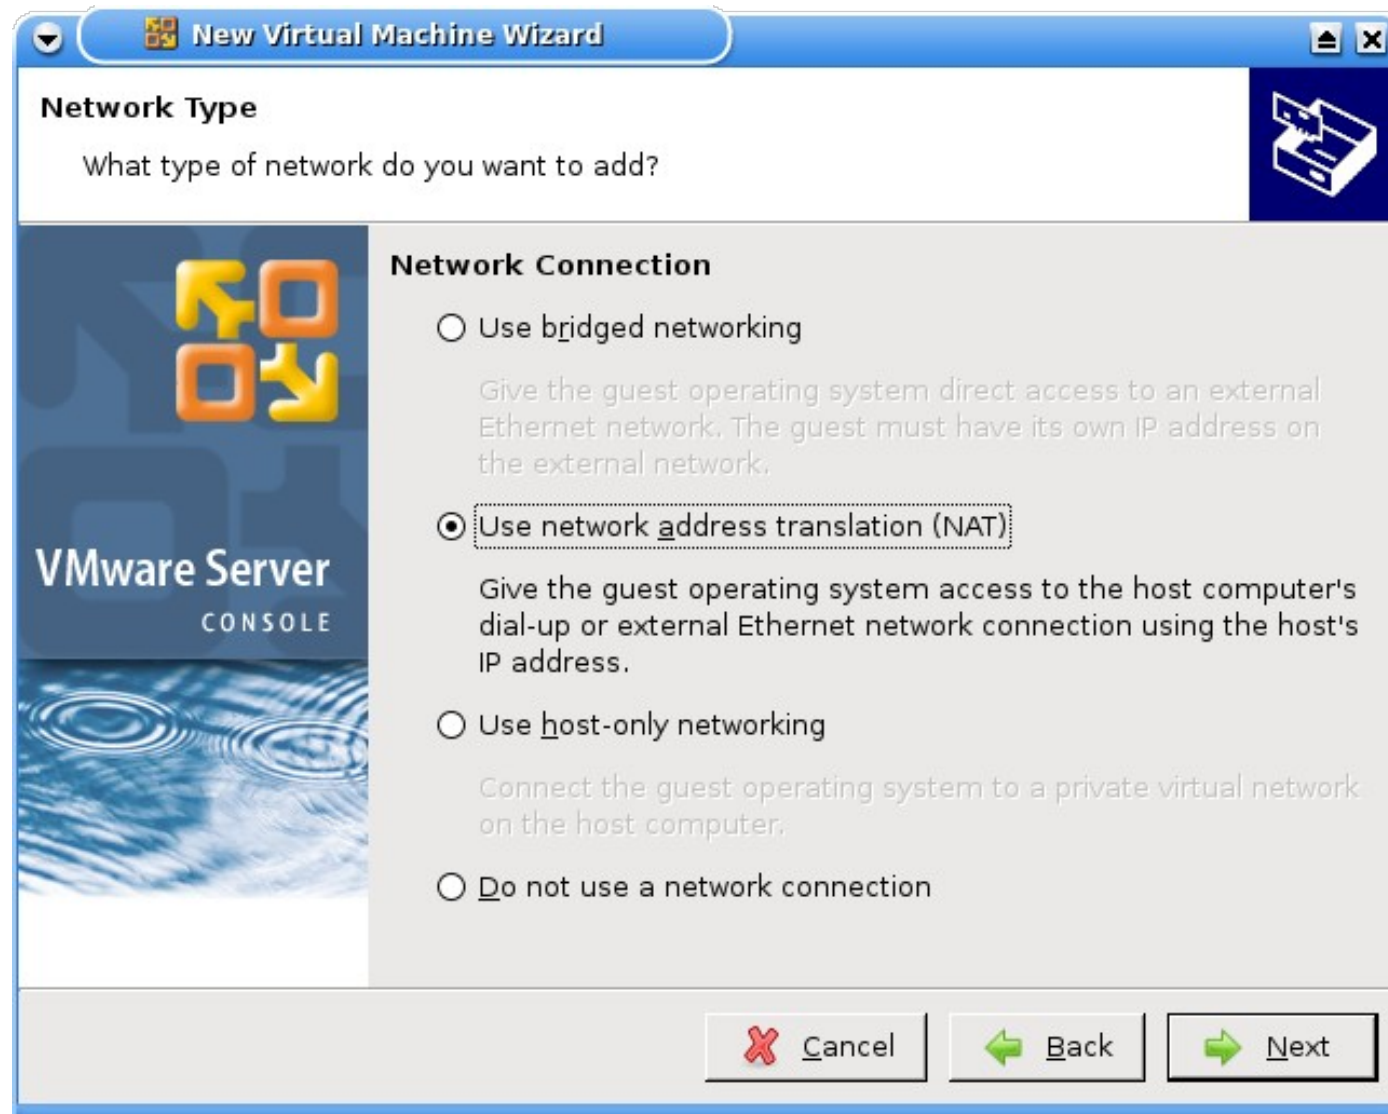 New Virtual Machine Wizard
Network Type
What type of network do you want to add?
Network Connection
Use bridged networking
Give the guest operating system direct access to an external
Ethernet network. The guest must have its own IP address on
the external network.
Use network address translation (NAT)
Give the guest operating system access to the host computer's
dial-up or external Ethernet network connection using the host's
IP address.
Use host-only networking
Connect the guest operating system to a private virtual network
on the host computer.
Do not use a network connection
VMware Server
CONSOLE
Cancel
Back
Next